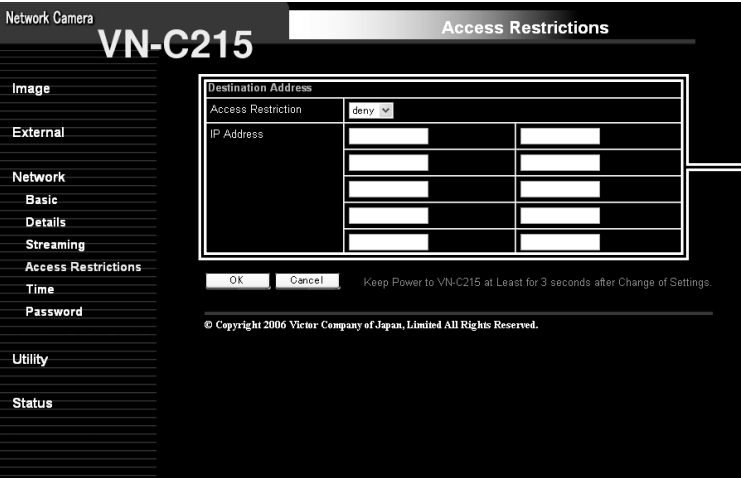 Network Camera
VN-C215
Access Restrictions
Image
External
Network
Basic
Details
Streaming
Access Restrictions
Time
Password
Utility
Status
Destination Address
Access Restriction deny
IP Address
OK Cancel Keep Power to VN-C215 at Least for 3 seconds after Change of Settings.
© Copyright 2006 Victor Company of Japan, Limited All Rights Reserved.